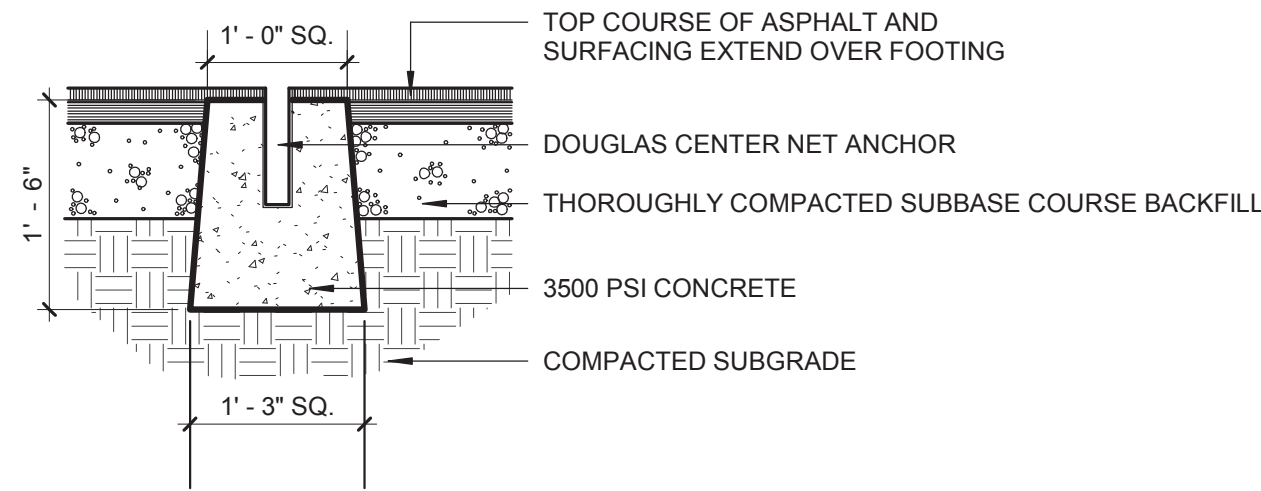 1' - 0" SQ.
TOP COURSE OF ASPHALT AND
SURFACING EXTEND OVER FOOTING
DOUGLAS CENTER NET ANCHOR
1' - 6"
THOROUGHLY COMPACTED SUBBASE COURSE BACKFILL
3500 PSI CONCRETE
COMPACTED SUBGRADE
1' - 3" SQ.